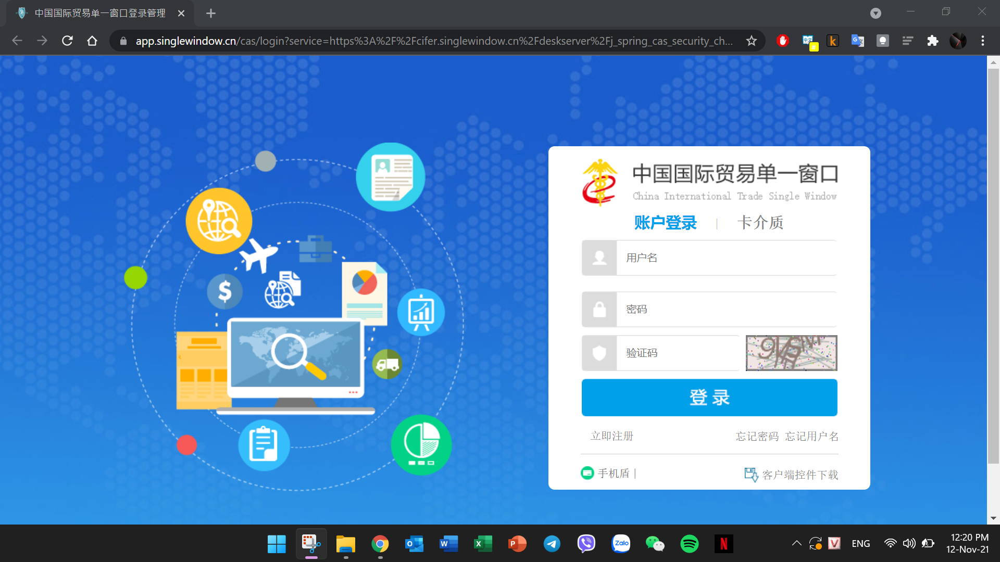 中国国际贸易单一窗口登录管理
app.singlewindow.cn/cas/login?service=https%3A%2F%2Fcifer.singlewindow.cn%2Fdeskserver%2Fj_spring_cas_security_ch...
中国国际贸易单一窗口
China International Trade Single Window
账户登录 | 卡介质
用户名
密码
验证码
登录
立即注册 忘记密码 忘记用户名
手机盾 | 客户端控件下载
Zalo
ENG
12:20 PM
12-Nov-21